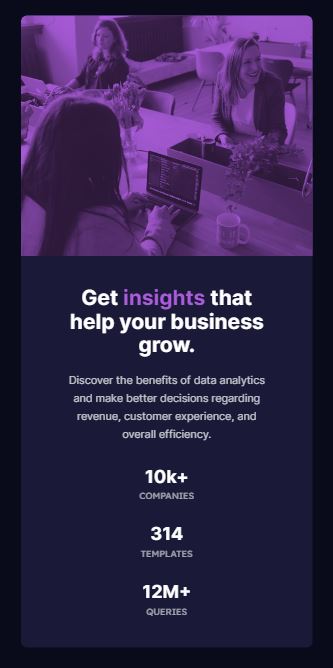 Get insights that
help your business
grow.
Discover the benefits of data analytics
and make better decisions regarding
revenue, customer experience, and
overall efficiency.
10k+
COMPANIES
314
TEMPLATES
12M+
QUERIES